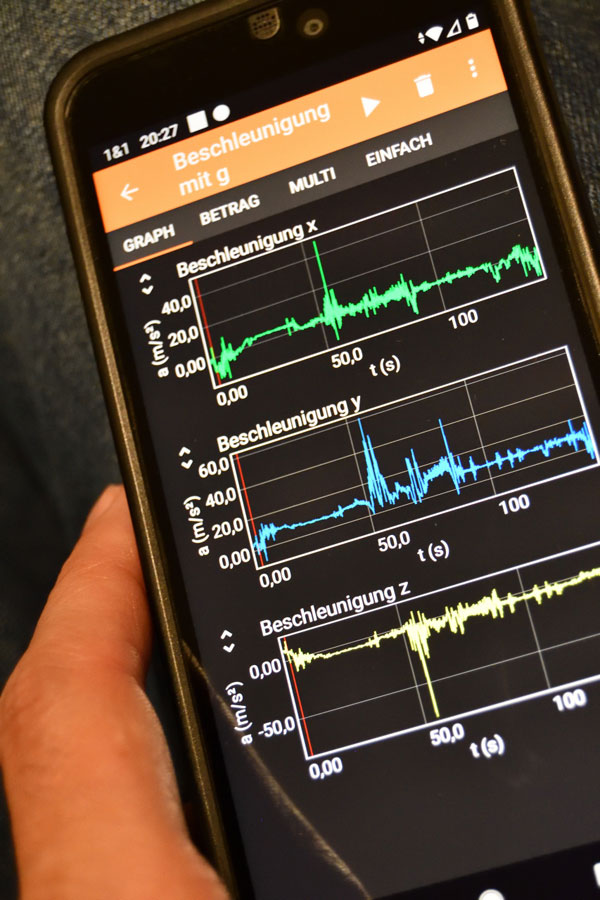 1&1 20:27
Beschleunigung
mit g
GRAPH BETRAG MULTI EINFACH
Beschleunigung x
a (m/s²)
40,0
20,0
0,00
0,00 50,0 100
t (s)
Beschleunigung y
a (m/s²)
60,0
40,0
20,0
0,00
0,00 50,0 100
t (s)
Beschleunigung z
a (m/s²)
0,00
-50,0
0,00 50,0 100
t (s)